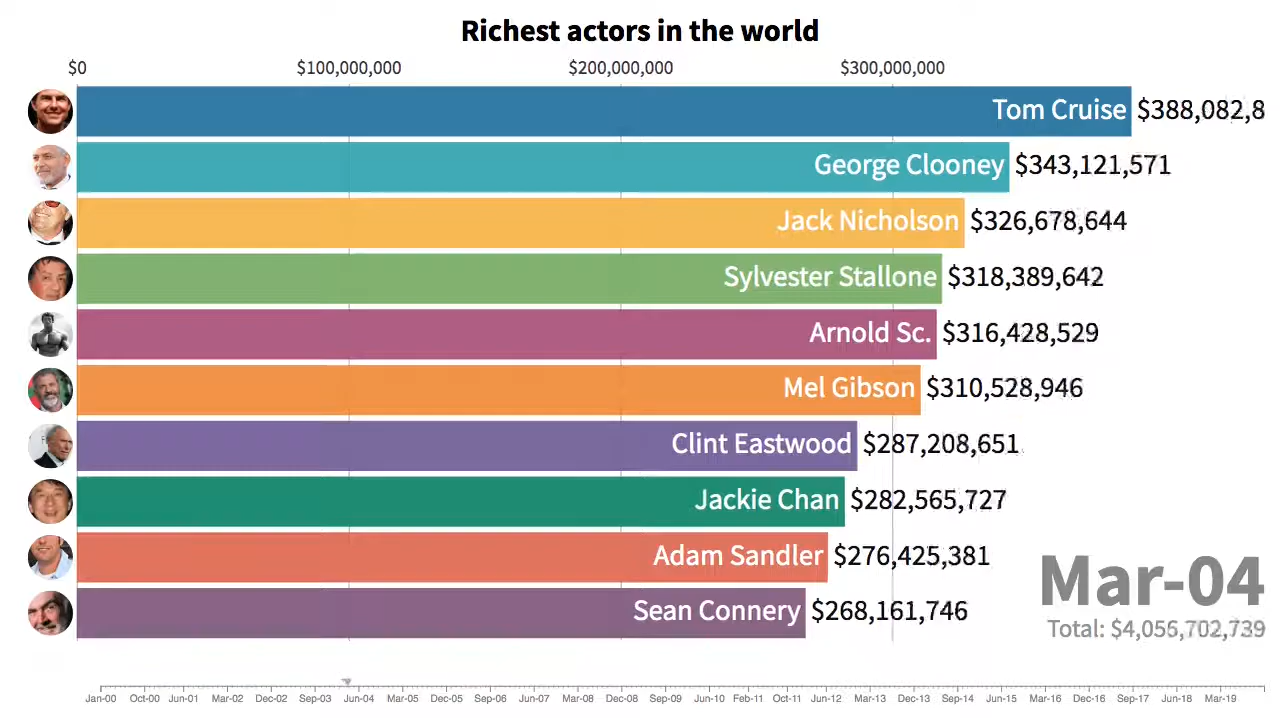 Richest actors in the world
$0 $100,000,000 $200,000,000 $300,000,000
Tom Cruise $388,082,8
George Clooney $343,121,571
Jack Nicholson $326,678,644
Sylvester Stallone $318,389,642
Arnold Sc. $316,428,529
Mel Gibson $310,528,946
Clint Eastwood $287,208,651
Jackie Chan $282,565,727
Adam Sandler $276,425,381
Sean Connery $268,161,746
Mar-04
Total: $4,056,702,739
Jan-00 Oct-00 Jun-01 Mar-02 Dec-02 Sep-03 Jun-04 Mar-05 Dec-05 Sep-06 Jun-07 Mar-08 Dec-08 Sep-09 Jun-10 Feb-11 Oct-11 Jun-12 Mar-13 Dec-13 Sep-14 Jun-15 Mar-16 Dec-16 Sep-17 Jun-18 Mar-19